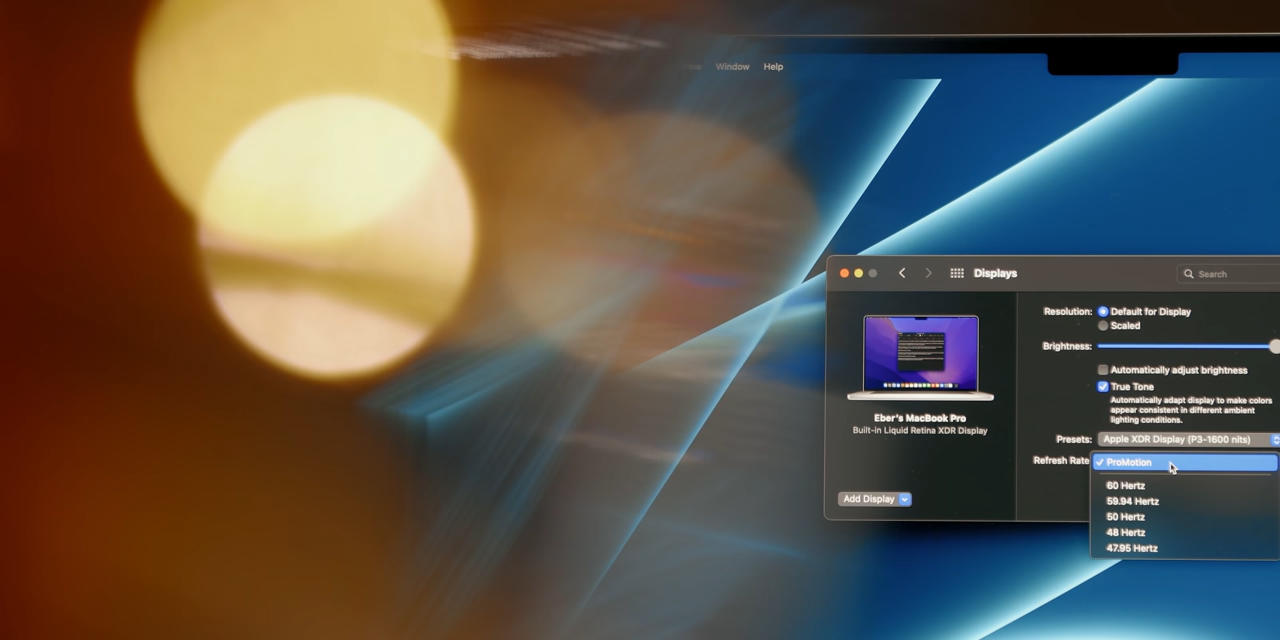 Window Help
Displays
Search
Resolution: Default for Display
Scaled
Brightness:
Automatically adjust brightness
True Tone
Automatically adapt display to make colors
appear consistent in different ambient
lighting conditions.
Eber's MacBook Pro
Built-in Liquid Retina XDR Display
Presets: Apple XDR Display (P3-1600 nits)
Refresh Rate
ProMotion
60 Hertz
59.94 Hertz
50 Hertz
48 Hertz
47.95 Hertz
Add Display